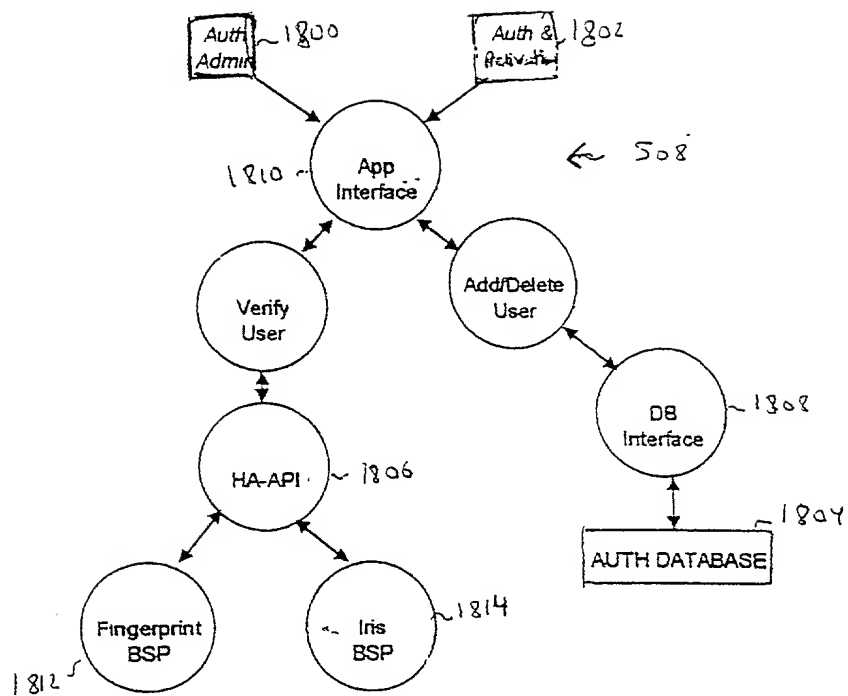 Auth
Admin
1800
Auth &
Activation
1802
App
Interface
1810
508
Verify
User
Add/Delete
User
DB
Interface
1808
HA-API
1806
1804
AUTH DATABASE
Fingerprint
BSP
1812
Iris
BSP
1814